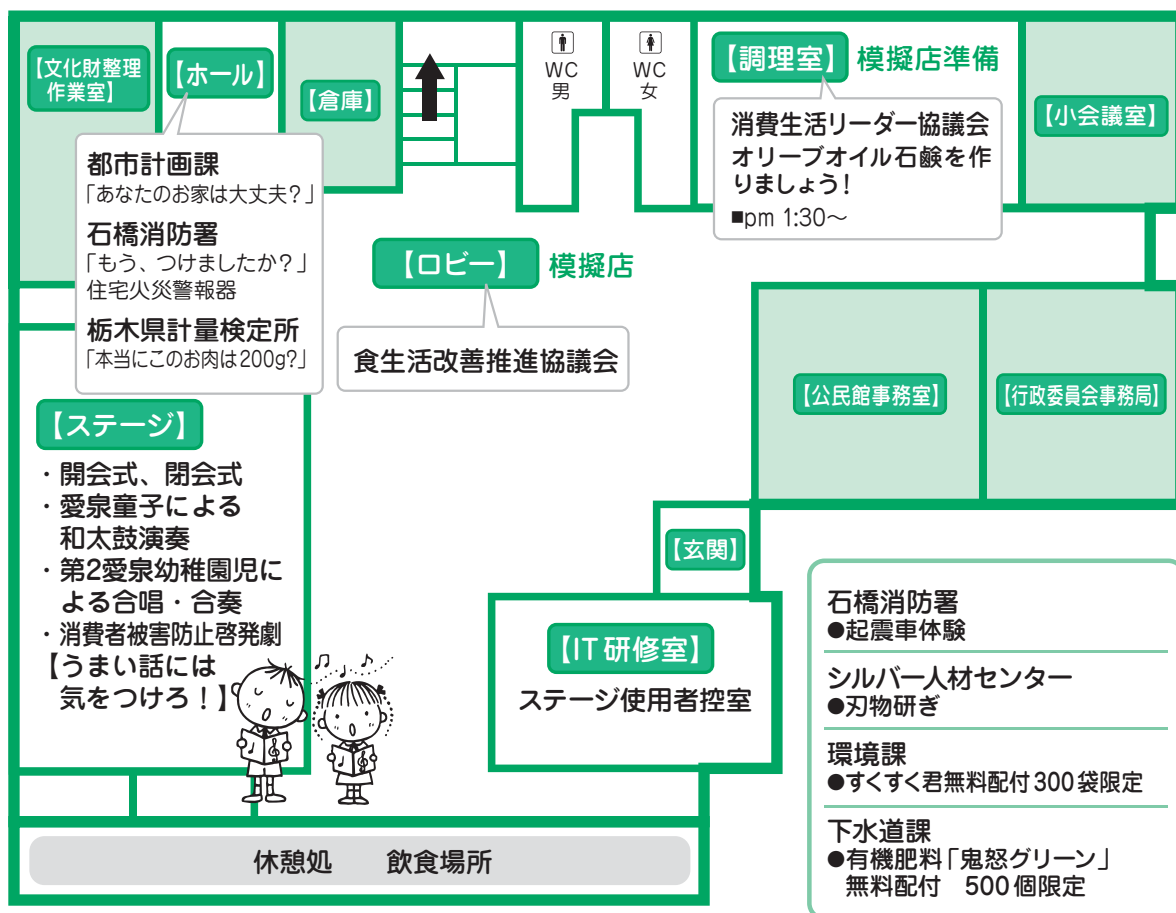 【文化財整理
作業室】
【ホール】
都市計画課
「あなたのお家は大丈夫？」
石橋消防署
「もう、つけましたか？」
住宅火災警報器
栃木県計量検定所
「本当にこのお肉は200g?」
【倉庫】
WC
男
WC
女
【調理室】 模擬店準備
消費生活リーダー協議会
オリーブオイル石鹸を作
りましょう！
■pm 1:30～
【小会議室】
【ロビー】 模擬店
食生活改善推進協議会
【公民館事務室】
【行政委員会事務局】
【ステージ】
・開会式、閉会式
・愛泉童子による
和太鼓演奏
・第2愛泉幼稚園児に
よる合唱・合奏
・消費者被害防止啓発劇
【うまい話には
気をつけろ！】
【玄関】
【IT研修室】
ステージ使用者控室
休憩処　飲食場所
石橋消防署
●起震車体験
シルバー人材センター
●刃物研ぎ
環境課
●すくすく君無料配付300袋限定
下水道課
●有機肥料「鬼怒グリーン」
無料配付　500個限定